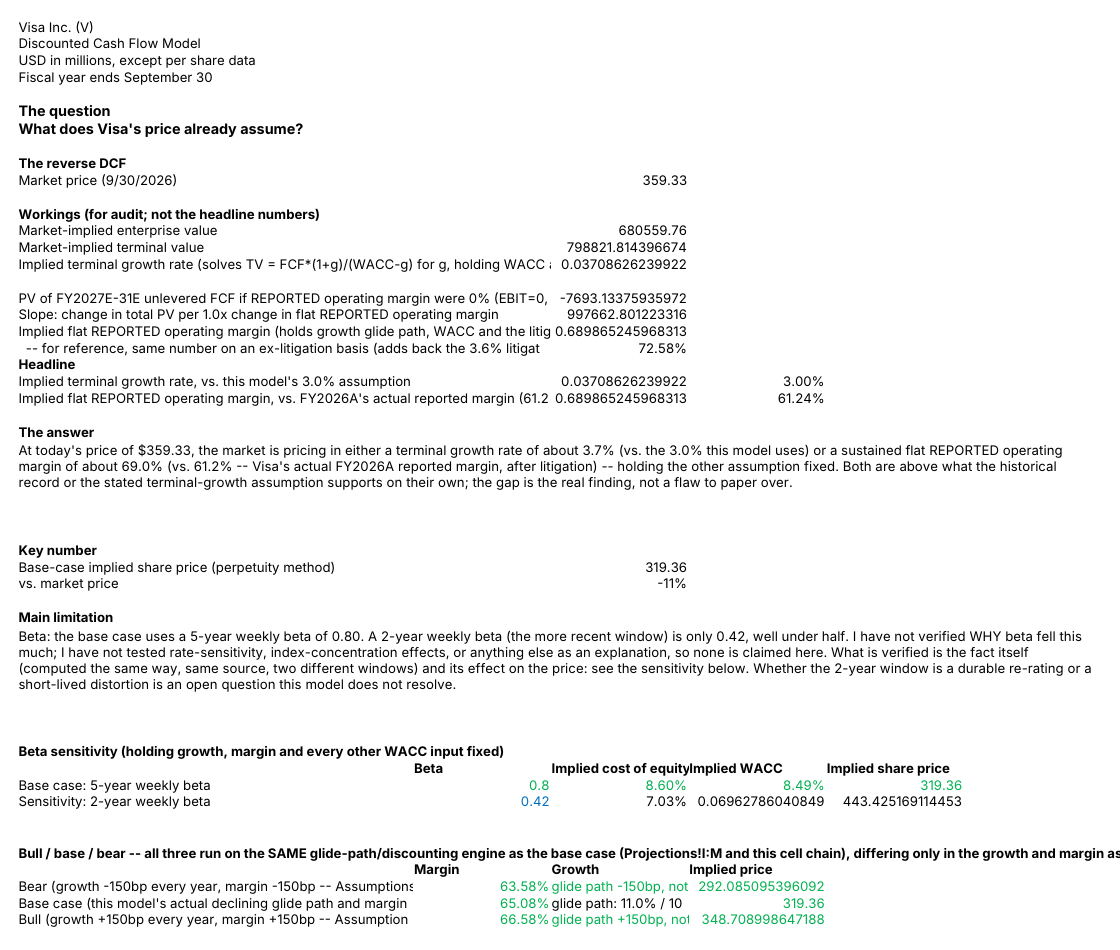 Visa Inc. (V)
Discounted Cash Flow Model
USD in millions, except per share data
Fiscal year ends September 30
The question
What does Visa's price already assume?
The reverse DCF
Market price (9/30/2026) 359.33
Workings (for audit; not the headline numbers)
Market-implied enterprise value 680559.76
Market-implied terminal value 798821.814396674
Implied terminal growth rate (solves TV = FCF*(1+g)/(WACC-g) for g, holding WACC 0.03708626239922
PV of FY2027E-31E unlevered FCF if REPORTED operating margin were 0% (EBIT=0, -7693.13375935972
Slope: change in total PV per 1.0x change in flat REPORTED operating margin 997662.801223316
Implied flat REPORTED operating margin (holds growth glide path, WACC and the litig 0.689865245968313
-- for reference, same number on an ex-litigation basis (adds back the 3.6% litigat 72.58%
Headline
Implied terminal growth rate, vs. this model's 3.0% assumption 0.03708626239922 3.00%
Implied flat REPORTED operating margin, vs. FY2026A's actual reported margin (61.2 0.689865245968313 61.24%
The answer
At today's price of $359.33, the market is pricing in either a terminal growth rate of about 3.7% (vs. the 3.0% this model uses) or a sustained flat REPORTED operating
margin of about 69.0% (vs. 61.2% -- Visa's actual FY2026A reported margin, after litigation) -- holding the other assumption fixed. Both are above what the historical
record or the stated terminal-growth assumption supports on their own; the gap is the real finding, not a flaw to paper over.
Key number
Base-case implied share price (perpetuity method) 319.36
vs. market price -11%
Main limitation
Beta: the base case uses a 5-year weekly beta of 0.80. A 2-year weekly beta (the more recent window) is only 0.42, well under half. I have not verified WHY beta fell this
much; I have not tested rate-sensitivity, index-concentration effects, or anything else as an explanation, so none is claimed here. What is verified is the fact itself
(computed the same way, same source, two different windows) and its effect on the price: see the sensitivity below. Whether the 2-year window is a durable re-rating or a
short-lived distortion is an open question this model does not resolve.
Beta sensitivity (holding growth, margin and every other WACC input fixed)
Beta Implied cost of equity Implied WACC Implied share price
Base case: 5-year weekly beta 0.8 8.60% 8.49% 319.36
Sensitivity: 2-year weekly beta 0.42 7.03% 0.06962786040849 443.425169114453
Bull / base / bear -- all three run on the SAME glide-path/discounting engine as the base case (Projections!I:M and this cell chain), differing only in the growth and margin as
Margin Growth Implied price
Bear (growth -150bp every year, margin -150bp -- Assumptions 63.58% glide path -150bp, not 292.085095396092
Base case (this model's actual declining glide path and margin 65.08% glide path: 11.0% / 10 319.36
Bull (growth +150bp every year, margin +150bp -- Assumption 66.58% glide path +150bp, not 348.708998647188